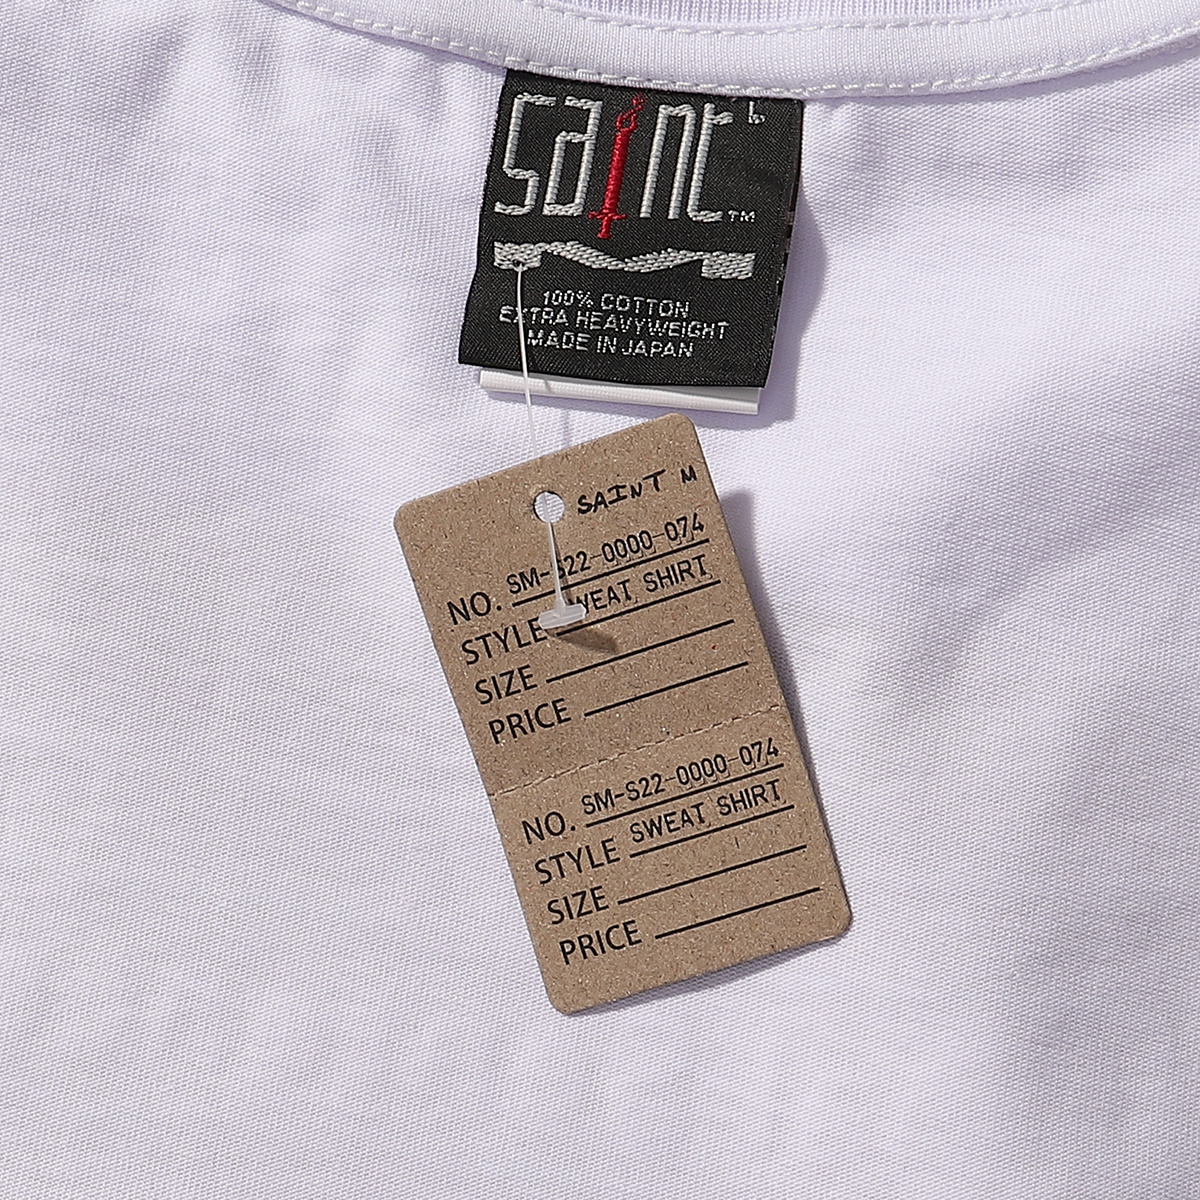 saint L
TM
100% COTTON
EXTRA HEAVYWEIGHT
MADE IN JAPAN
SAINT M
NO. SM-S22-0000-074
STYLE SWEAT SHIRT
SIZE
PRICE
NO. SM-S22-0000-074
STYLE SWEAT SHIRT
SIZE
PRICE